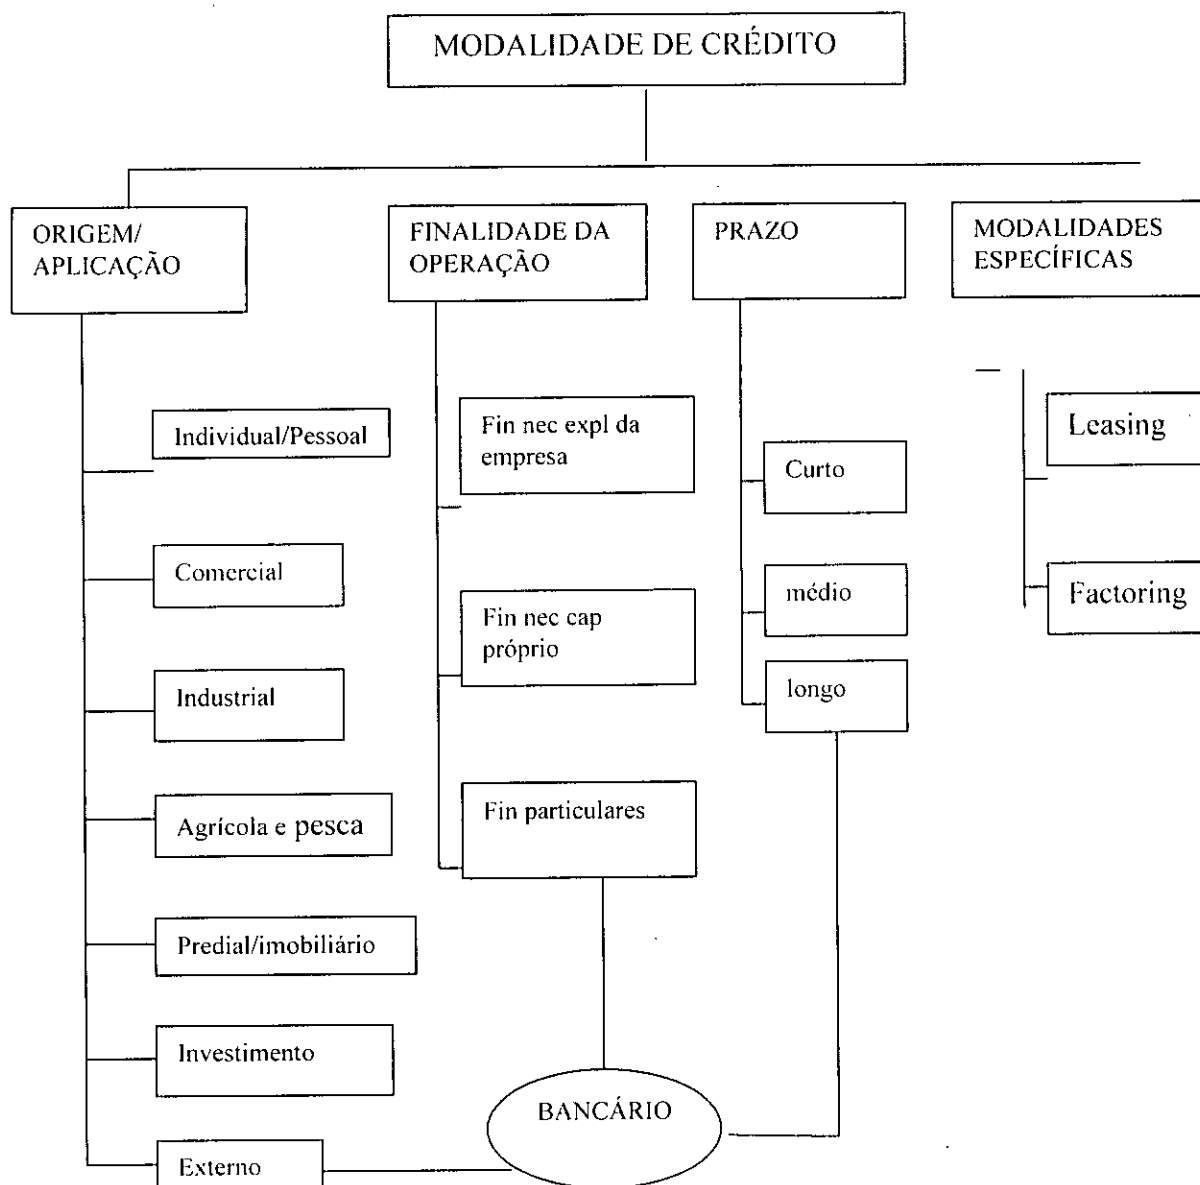 MODALIDADE DE CRÉDITO
ORIGEM/
APLICAÇÃO
FINALIDADE DA
OPERAÇÃO
PRAZO
MODALIDADES
ESPECÍFICAS
Individual/Pessoal
Comercial
Industrial
Agrícola e pesca
Predial/imobiliário
Investimento
Externo
Fin nec expl da
empresa
Fin nec cap
próprio
Fin particulares
Curto
médio
longo
Leasing
Factoring
BANCÁRIO